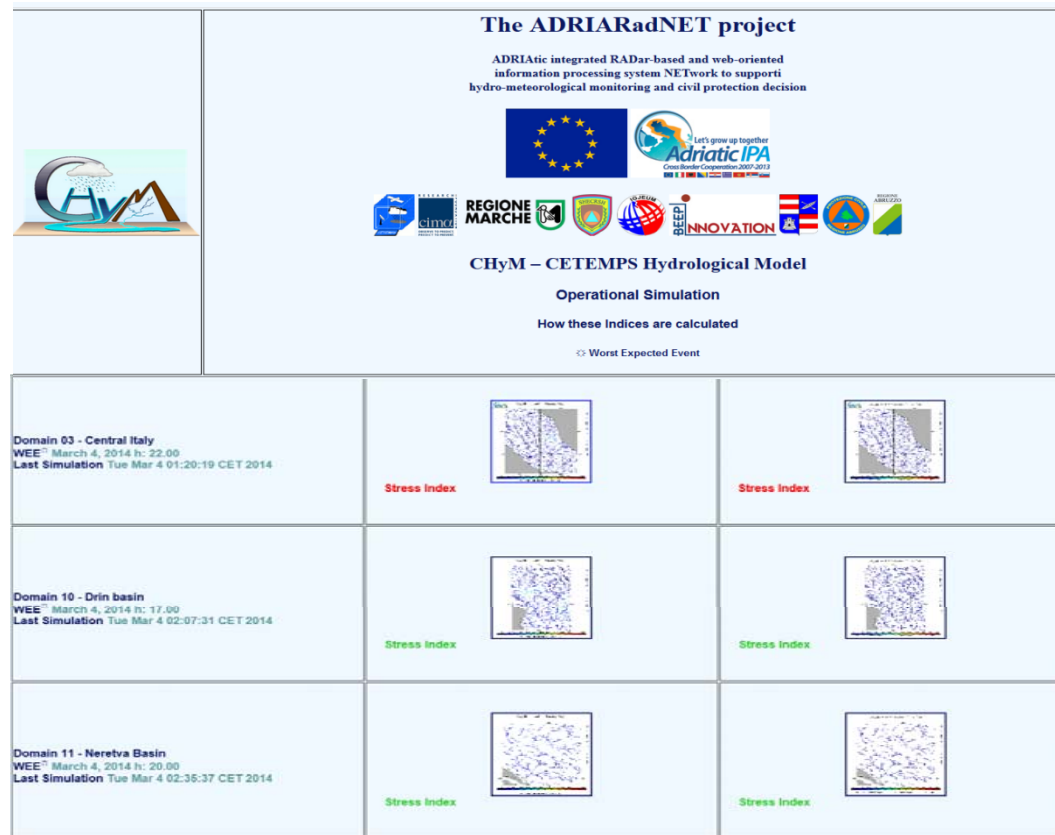 The ADRIARadNET project
ADRIAtic integrated RADar-based and web-oriented
information processing system NETwork to supporti
hydro-meteorological monitoring and civil protection decision
Let's grow up together
Adriatic IPA
Cross Border Cooperation 2007-2013
CHyM
RESEARCH
cima
REGIONE
MARCHE
IGJEUM
BEEP
INNOVATION
REGIONE
ABRUZZO
CHyM – CETEMPS Hydrological Model
Operational Simulation
How these Indices are calculated
☼ Worst Expected Event
Domain 03 - Central Italy
WEE☼ March 4, 2014 h: 22.00
Last Simulation Tue Mar 4 01:20:19 CET 2014
Stress Index
Stress Index
Domain 10 - Drin basin
WEE☼ March 4, 2014 h: 17.00
Last Simulation Tue Mar 4 02:07:31 CET 2014
Stress Index
Stress Index
Domain 11 - Neretva Basin
WEE☼ March 4, 2014 h: 20.00
Last Simulation Tue Mar 4 02:35:37 CET 2014
Stress Index
Stress Index